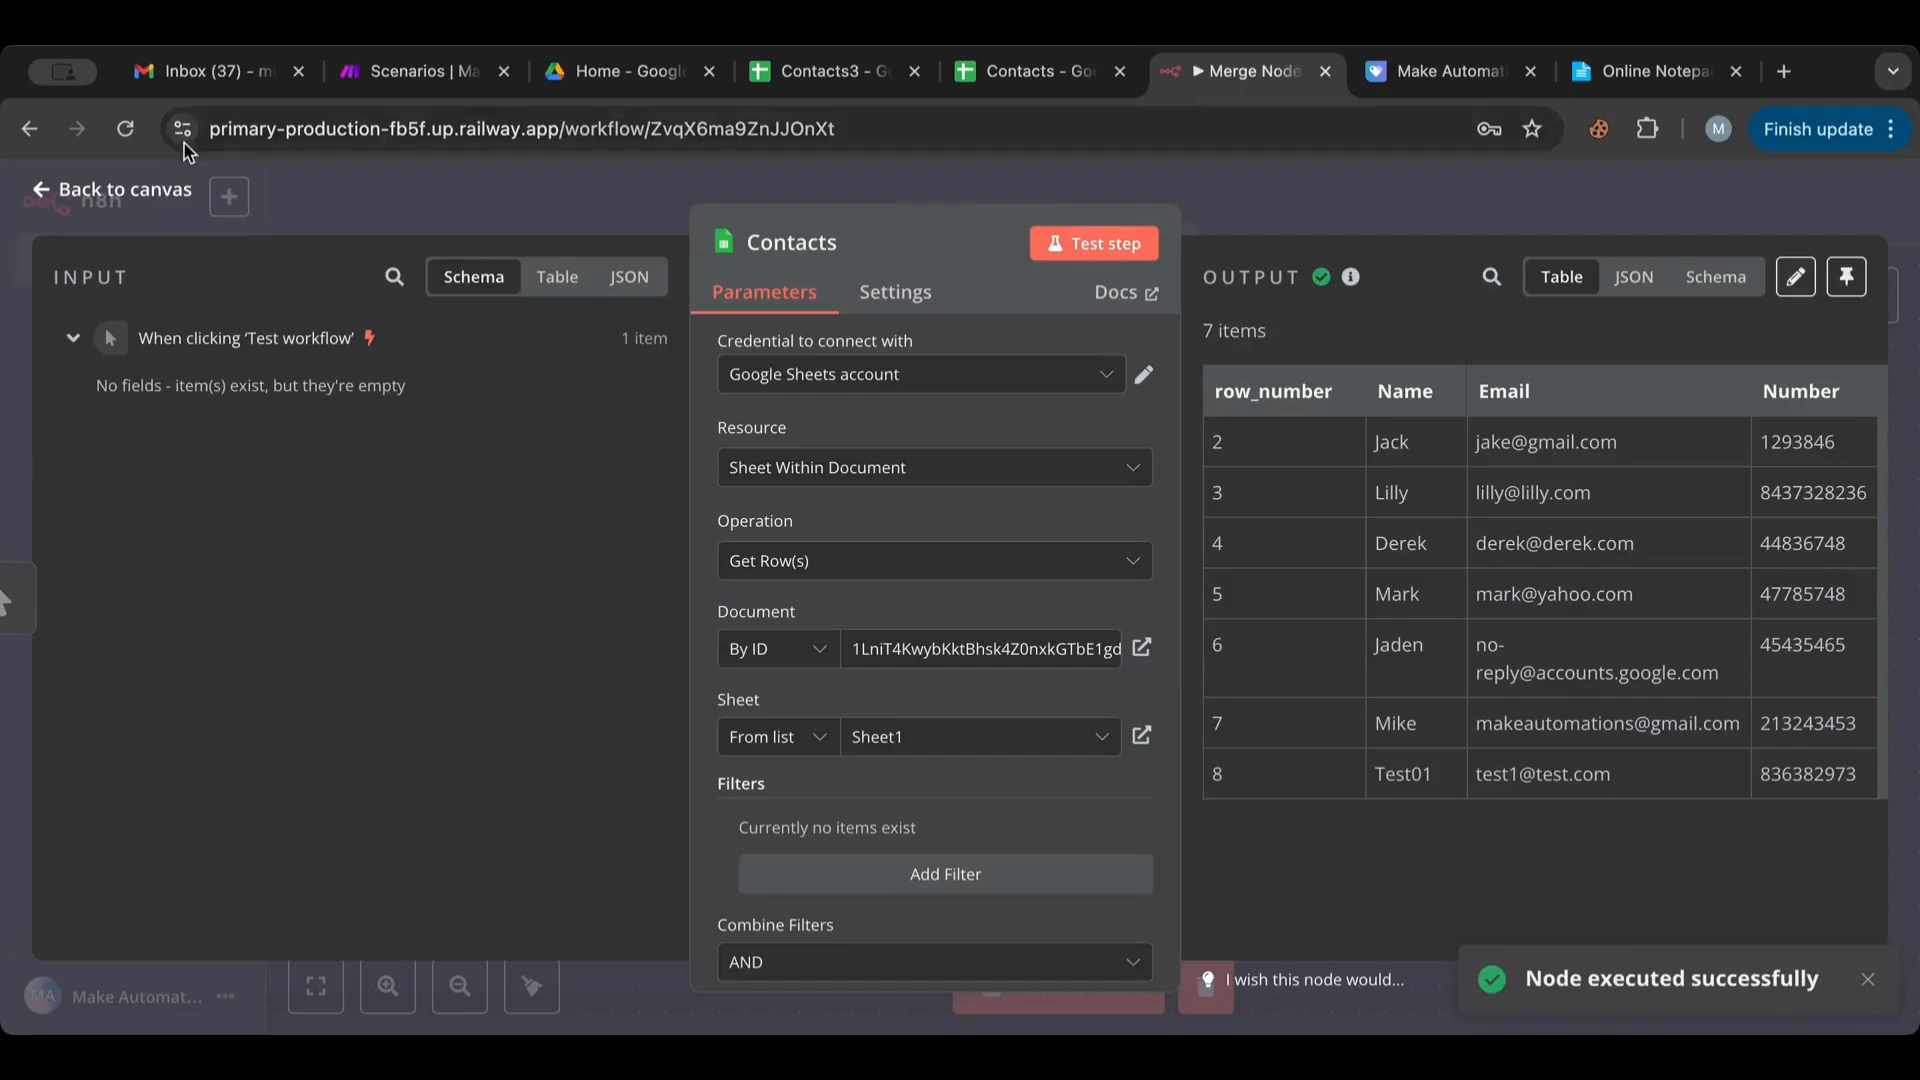 Inbox (37) - m
Scenarios | Ma
Home - Google
Contacts3 - G
Contacts - Goo
Merge Node
Make Automat
Online Notepa
primary-production-fb5f.up.railway.app/workflow/ZvqX6ma9ZnJJOnXt
M
Finish update
Back to canvas
n8n
INPUT
Schema
Table
JSON
When clicking ‘Test workflow’
1 item
No fields - item(s) exist, but they're empty
Contacts
Test step
Parameters
Settings
Docs
Credential to connect with
Google Sheets account
Resource
Sheet Within Document
Operation
Get Row(s)
Document
By ID
1LniT4KwybKktBhsk4Z0nxkGTbE1gd
Sheet
From list
Sheet1
Filters
Currently no items exist
Add Filter
Combine Filters
AND
OUTPUT
Table
JSON
Schema
7 items
row_number Name Email Number
2 Jack jake@gmail.com 1293846
3 Lilly lilly@lilly.com 8437328236
4 Derek derek@derek.com 44836748
5 Mark mark@yahoo.com 47785748
6 Jaden no- 45435465
reply@accounts.google.com
7 Mike makeautomations@gmail.com 213243453
8 Test01 test1@test.com 836382973
MA
Make Automat...
I wish this node would...
Node executed successfully